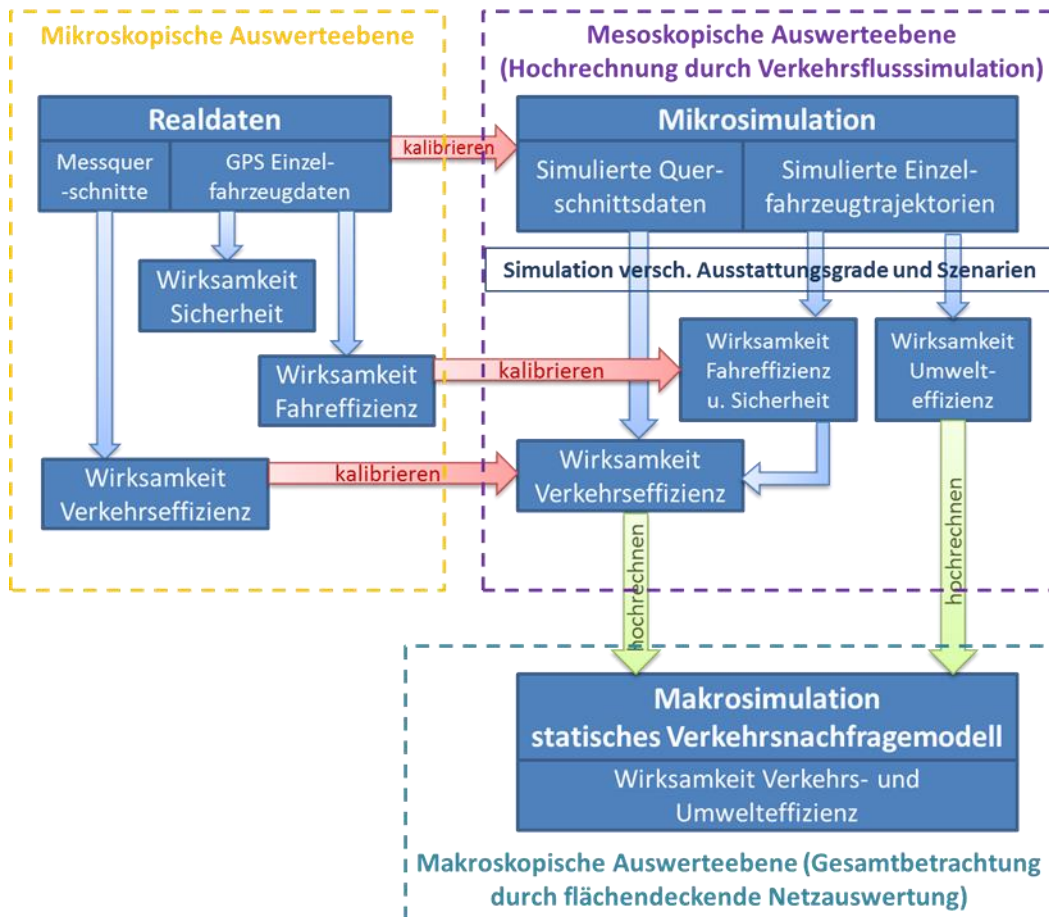 Mikroskopische Auswerteebene
Realdaten
Messquer
-schnitte
GPS Einzel-
fahrzeugdaten
Wirksamkeit
Sicherheit
Wirksamkeit
Fahreffizienz
Wirksamkeit
Verkehrseffizienz
kalibrieren
kalibrieren
kalibrieren
Mesoskopische Auswerteebene
(Hochrechnung durch Verkehrsflusssimulation)
Mikrosimulation
Simulierte Quer-
schnittsdaten
Simulierte Einzel-
fahrzeugtrajektorien
Simulation versch. Ausstattungsgrade und Szenarien
Wirksamkeit
Fahreffizienz
u. Sicherheit
Wirksamkeit
Umwelt-
effizienz
Wirksamkeit
Verkehrseffizienz
hochrechnen
hochrechnen
Makrosimulation
statisches Verkehrsnachfragemodell
Wirksamkeit Verkehrs- und
Umwelteffizienz
Makroskopische Auswerteebene (Gesamtbetrachtung
durch flächendeckende Netzauswertung)